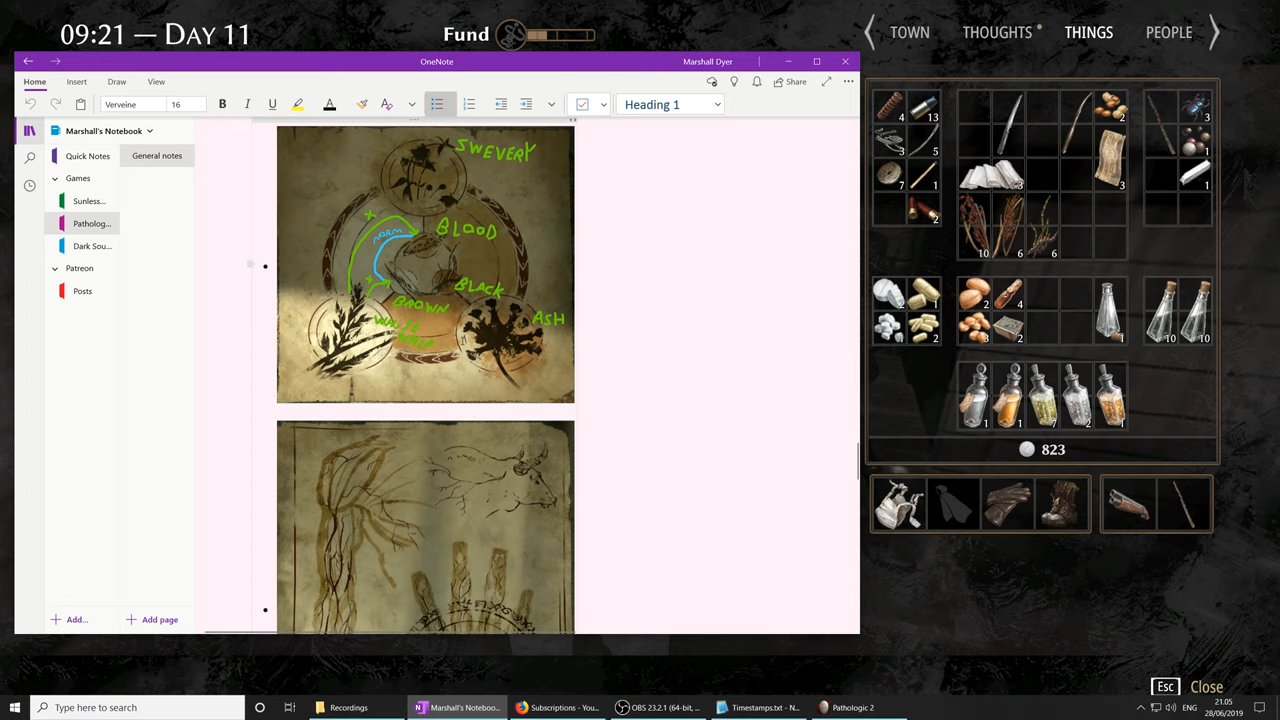 09:21 — DAY 11
Fund
TOWN
THOUGHTS
THINGS
PEOPLE
OneNote
Marshall Dyer
Home
Insert
Draw
View
Share
Verveine
16
B
I
U
A
Heading 1
Marshall's Notebook
Quick Notes
General notes
Games
Sunless...
Patholog...
Dark Sou...
Patreon
Posts
Add...
Add page
SWEVERY
NORM
BLOOD
BLACK
BROWN
WHITE
WHIP
ASH
4
13
2
3
3
5
1
7
1
3
3
1
2
10
6
6
2
1
2
4
2
3
2
1
10
10
1
1
7
2
1
823
Esc
Close
Type here to search
Recordings
Marshall's Noteboo...
Subscriptions - You...
OBS 23.2.1 (64-bit, ...
Timestamps.txt - N...
Pathologic 2
ENG
21.05
28/06/2019